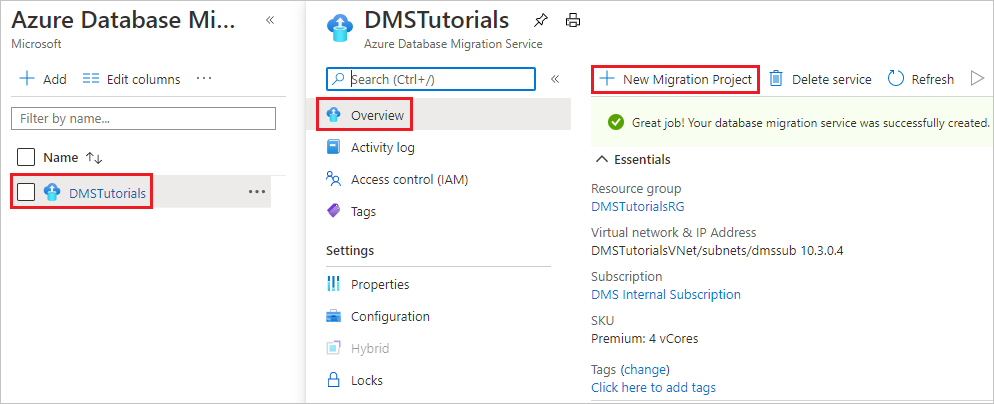 Azure Database Mi...
Microsoft
Add
Edit columns
Filter by name...
Name
DMSTutorials
DMSTutorials
Azure Database Migration Service
Search (Ctrl+/)
Overview
Activity log
Access control (IAM)
Tags
Settings
Properties
Configuration
Hybrid
Locks
New Migration Project
Delete service
Refresh
Great job! Your database migration service was successfully created.
Essentials
Resource group
DMSTutorialsRG
Virtual network & IP Address
DMSTutorialsVNet/subnets/dmssub 10.3.0.4
Subscription
DMS Internal Subscription
SKU
Premium: 4 vCores
Tags (change)
Click here to add tags